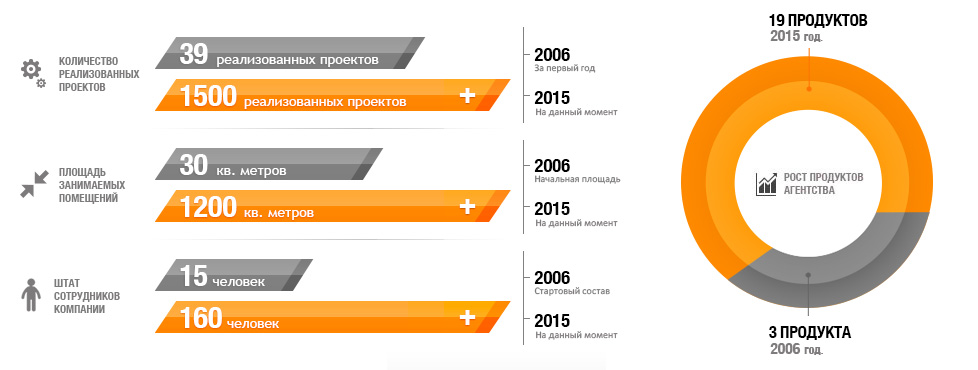 КОЛИЧЕСТВО
РЕАЛИЗОВАННЫХ
ПРОЕКТОВ
39 реализованных проектов
1500 реализованных проектов +
2006
За первый год
2015
На данный момент
ПЛОЩАДЬ
ЗАНИМАЕМЫХ
ПОМЕЩЕНИЙ
30 кв. метров
1200 кв. метров +
2006
Начальная площадь
2015
На данный момент
ШТАТ
СОТРУДНИКОВ
КОМПАНИИ
15 человек
160 человек +
2006
Стартовый состав
2015
На данный момент
19 ПРОДУКТОВ
2015 год.
РОСТ ПРОДУКТОВ
АГЕНТСТВА
3 ПРОДУКТА
2006 год.